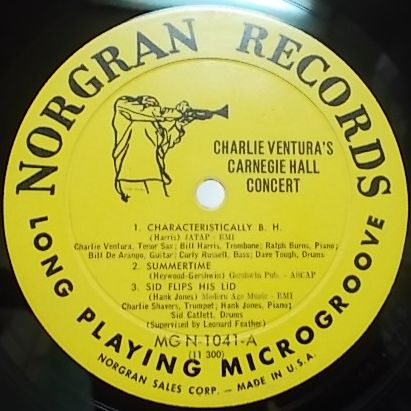 NORGRAN RECORDS
CHARLIE VENTURA'S
CARNEGIE HALL
CONCERT
1. CHARACTERISTICALLY B. H.
(Harris) JATAP - BMI
Charlie Ventura, Tenor Sax; Bill Harris, Trombone; Ralph Burns, Piano;
Bill De Arango, Guitar; Curly Russell, Bass; Dave Tough, Drums
2. SUMMERTIME
(Heywood-Gershwin) Gershwin Pub. - ASCAP
3. SID FLIPS HIS LID
(Hank Jones) Modern Age Music - BMI
Charlie Shavers, Trumpet; Hank Jones, Piano;
Sid Catlett, Drums
(Supervised by Leonard Feather)
MG N-1041-A
(11 300)
LONG PLAYING MICROGROOVE
NORGRAN SALES CORP. — MADE IN U.S.A.